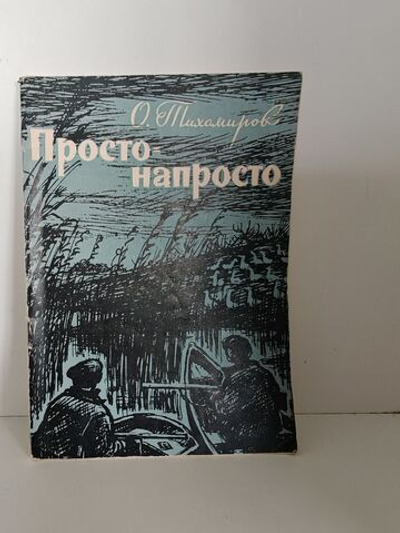 О. Тихомиров
Просто-
напросто